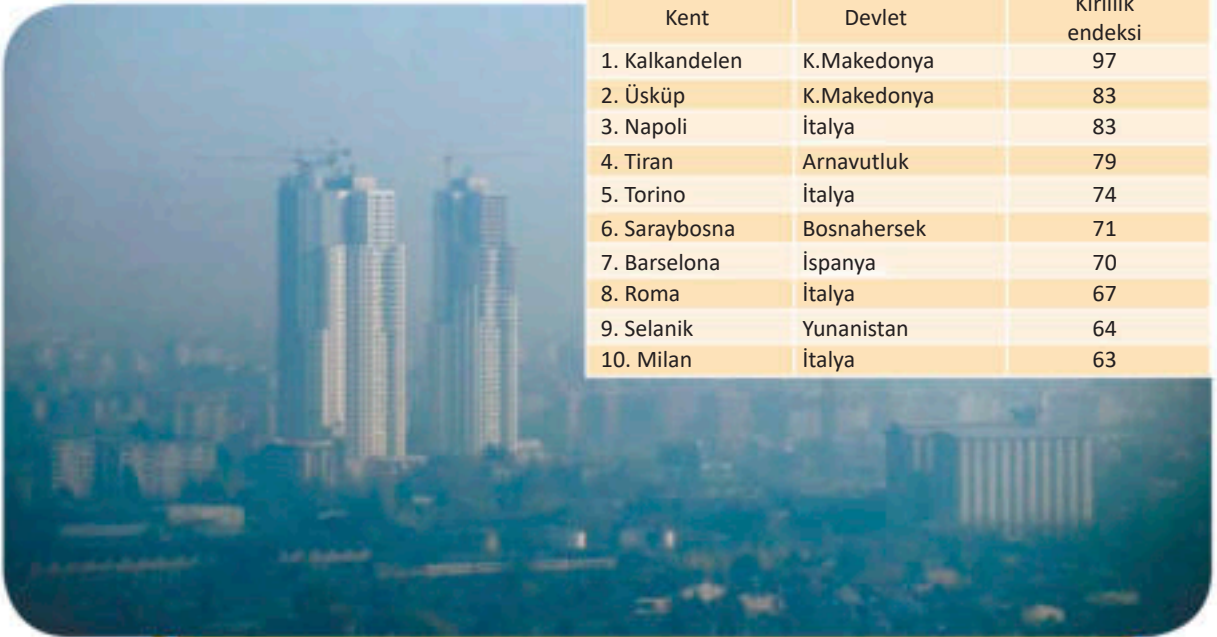 Kent Devlet Kirlilik
endeksi
1. Kalkandelen K.Makedonya 97
2. Üsküp K.Makedonya 83
3. Napoli İtalya 83
4. Tiran Arnavutluk 79
5. Torino İtalya 74
6. Saraybosna Bosnahersek 71
7. Barselona İspanya 70
8. Roma İtalya 67
9. Selanik Yunanistan 64
10. Milan İtalya 63